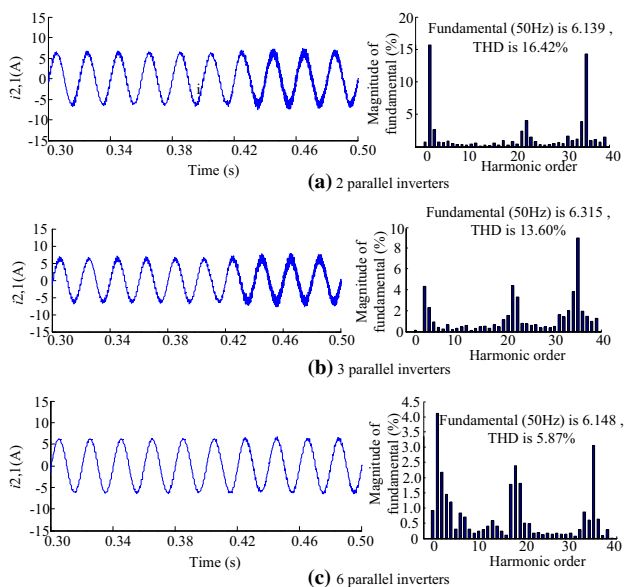 15
10
5
0
-5
-10
-15
i2,1(A)
i
0.30 0.34 0.38 0.42 0.46 0.50
Time (s)
20
15
10
5
0
Magnitude of
fundamental (%)
Fundamental (50Hz) is 6.139 ,
THD is 16.42%
0 10 20 30 40
Harmonic order
(a) 2 parallel inverters
15
10
5
0
-5
-10
-15
i2,1(A)
0.30 0.34 0.38 0.42 0.46 0.50
Time (s)
Fundamental (50Hz) is 6.315 ,
THD is 13.60%
10
8
6
4
2
0
Magnitude of
fundamental (%)
0 10 20 30 40
Harmonic order
(b) 3 parallel inverters
15
10
5
0
-5
-10
-15
i2,1(A)
0.30 0.34 0.38 0.42 0.46 0.50
Time (s)
4.5
4.0
3.5
3.0
2.5
2.0
1.5
1.0
0.5
0
Magnitude of
fundamental (%)
Fundamental (50Hz) is 6.148 ,
THD is 5.87%
0 10 20 30 40
Harmonic order
(c) 6 parallel inverters